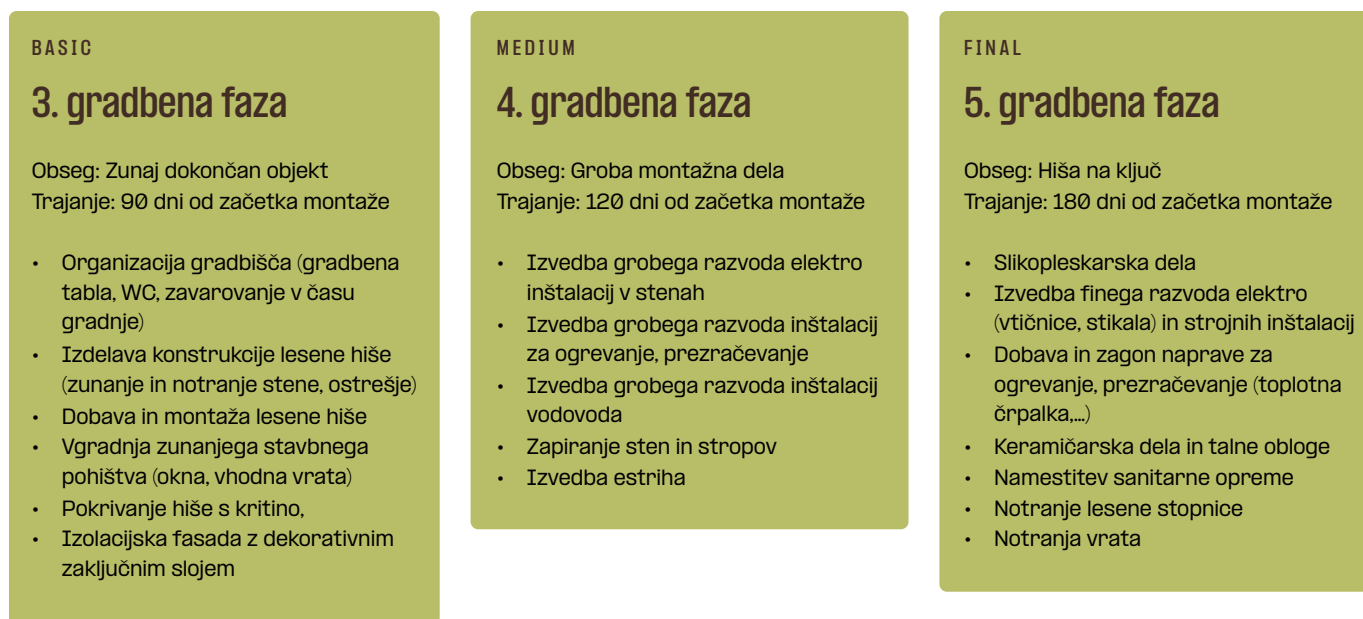 BASIC
3. gradbena faza
Obseg: Zunaj dokončan objekt
Trajanje: 90 dni od začetka montaže
• Organizacija gradbišča (gradbena
tabla, WC, zavarovanje v času
gradnje)
• Izdelava konstrukcije lesene hiše
(zunanje in notranje stene, ostrešje)
• Dobava in montaža lesene hiše
• Vgradnja zunanjega stavbnega
pohištva (okna, vhodna vrata)
• Pokrivanje hiše s kritino,
• Izolacijska fasada z dekorativnim
zaključnim slojem
MEDIUM
4. gradbena faza
Obseg: Groba montažna dela
Trajanje: 120 dni od začetka montaže
• Izvedba grobega razvoda elektro
inštalacij v stenah
• Izvedba grobega razvoda inštalacij
za ogrevanje, prezračevanje
• Izvedba grobega razvoda inštalacij
vodovoda
• Zapiranje sten in stropov
• Izvedba estriha
FINAL
5. gradbena faza
Obseg: Hiša na ključ
Trajanje: 180 dni od začetka montaže
• Slikopleskarska dela
• Izvedba finega razvoda elektro
(vtičnice, stikala) in strojnih inštalacij
• Dobava in zagon naprave za
ogrevanje, prezračevanje (toplotna
črpalka,...)
• Keramičarska dela in talne obloge
• Namestitev sanitarne opreme
• Notranje lesene stopnice
• Notranja vrata